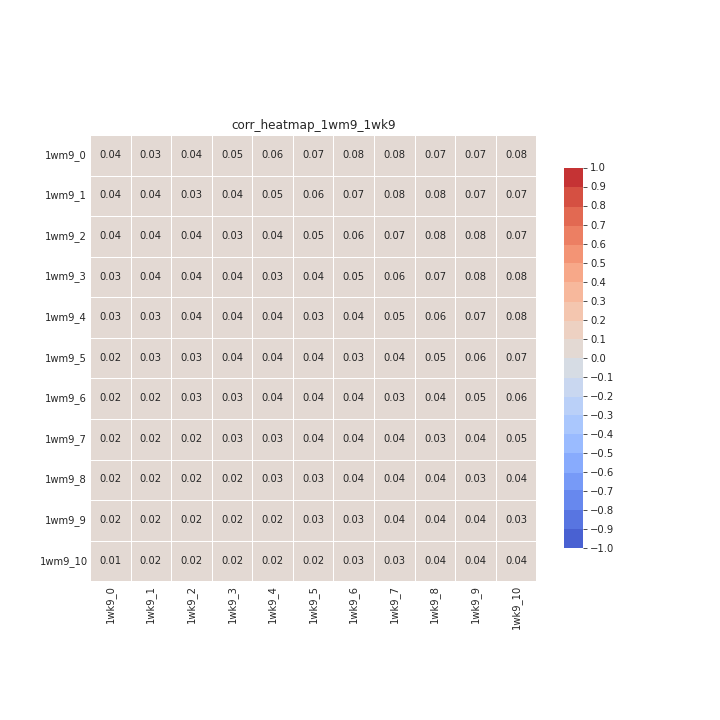 corr_heatmap_1wm9_1wk9
1wm9_0 0.04 0.03 0.04 0.05 0.06 0.07 0.08 0.08 0.07 0.07 0.08
1wm9_1 0.04 0.04 0.03 0.04 0.05 0.06 0.07 0.08 0.08 0.07 0.07
1wm9_2 0.04 0.04 0.04 0.03 0.04 0.05 0.06 0.07 0.08 0.08 0.07
1wm9_3 0.03 0.04 0.04 0.04 0.03 0.04 0.05 0.06 0.07 0.08 0.08
1wm9_4 0.03 0.03 0.04 0.04 0.04 0.03 0.04 0.05 0.06 0.07 0.08
1wm9_5 0.02 0.03 0.03 0.04 0.04 0.04 0.03 0.04 0.05 0.06 0.07
1wm9_6 0.02 0.02 0.03 0.03 0.04 0.04 0.04 0.03 0.04 0.05 0.06
1wm9_7 0.02 0.02 0.02 0.03 0.03 0.04 0.04 0.04 0.03 0.04 0.05
1wm9_8 0.02 0.02 0.02 0.02 0.03 0.03 0.04 0.04 0.04 0.03 0.04
1wm9_9 0.02 0.02 0.02 0.02 0.02 0.03 0.03 0.04 0.04 0.04 0.03
1wm9_10 0.01 0.02 0.02 0.02 0.02 0.02 0.03 0.03 0.04 0.04 0.04
1wk9_0 1wk9_1 1wk9_2 1wk9_3 1wk9_4 1wk9_5 1wk9_6 1wk9_7 1wk9_8 1wk9_9 1wk9_10
1.0
0.9
0.8
0.7
0.6
0.5
0.4
0.3
0.2
0.1
0.0
−0.1
−0.2
−0.3
−0.4
−0.5
−0.6
−0.7
−0.8
−0.9
−1.0